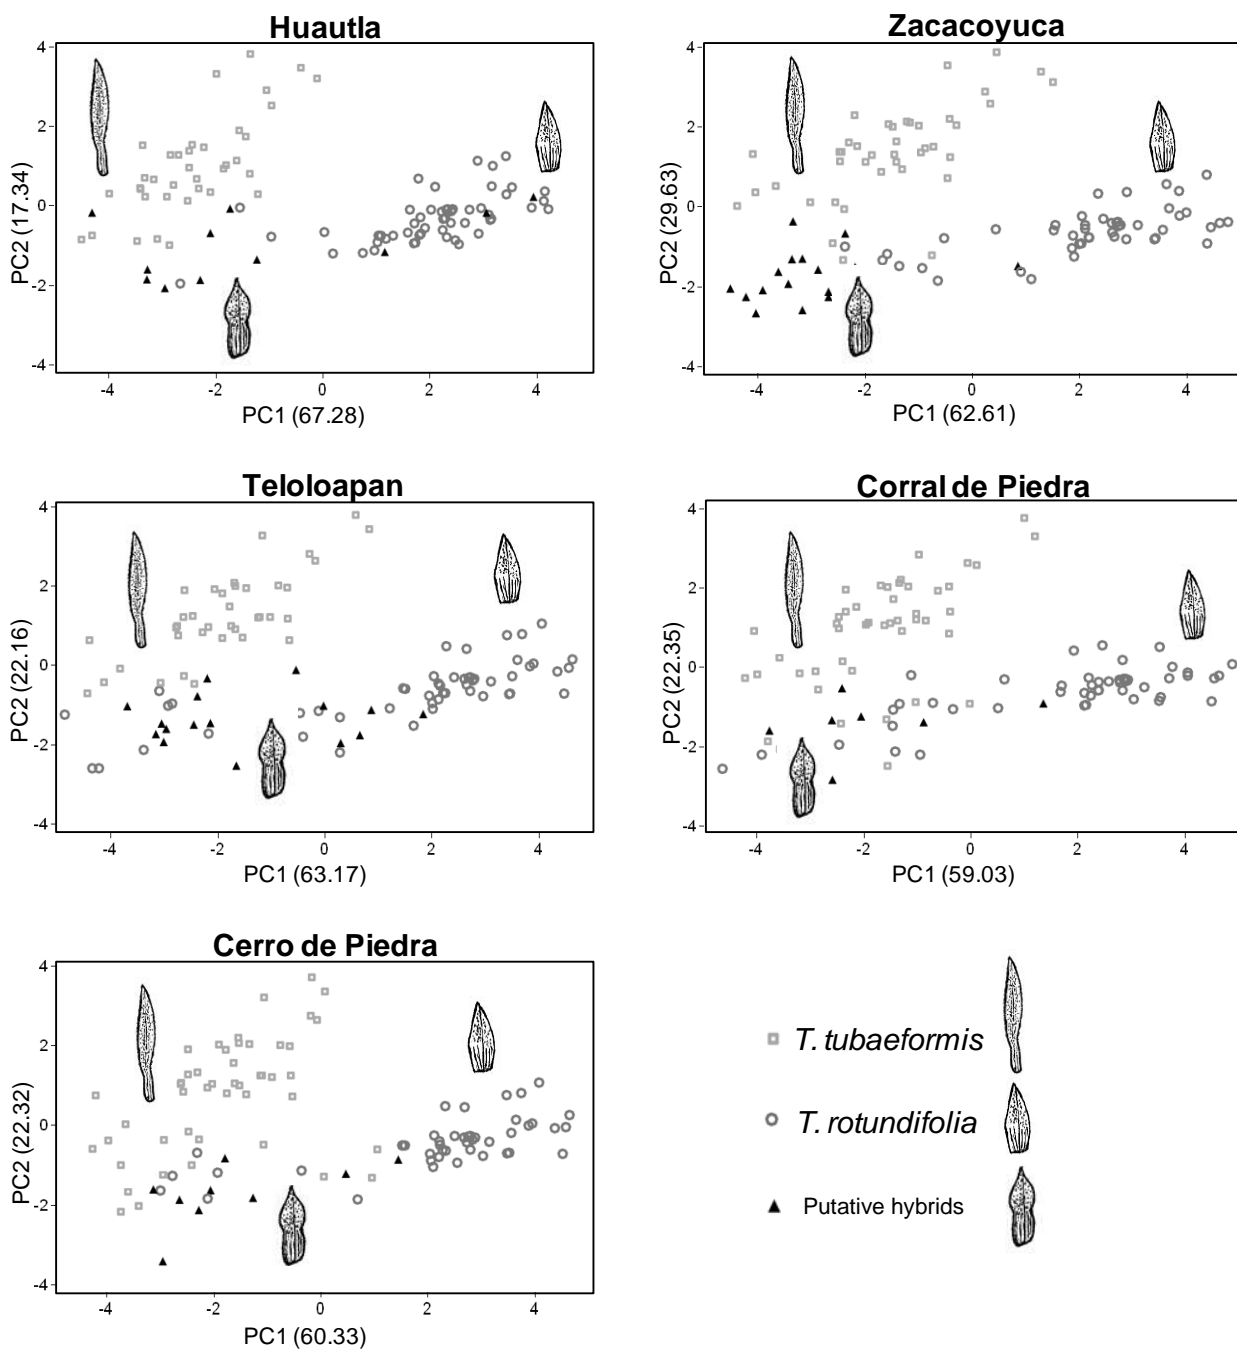 Huautla
4
2
0
-2
-4
PC2 (17.34)
-4
-2
0
2
4
PC1 (67.28)
Zacacoyuca
4
2
0
-2
-4
PC2 (29.63)
-4
-2
0
2
4
PC1 (62.61)
Teloloapan
4
2
0
-2
-4
PC2 (22.16)
-4
-2
0
2
4
PC1 (63.17)
Corral de Piedra
4
2
0
-2
-4
PC2 (22.35)
-4
-2
0
2
4
PC1 (59.03)
Cerro de Piedra
4
2
0
-2
-4
PC2 (22.32)
-4
-2
0
2
4
PC1 (60.33)
T. tubaeformis
T. rotundifolia
Putative hybrids